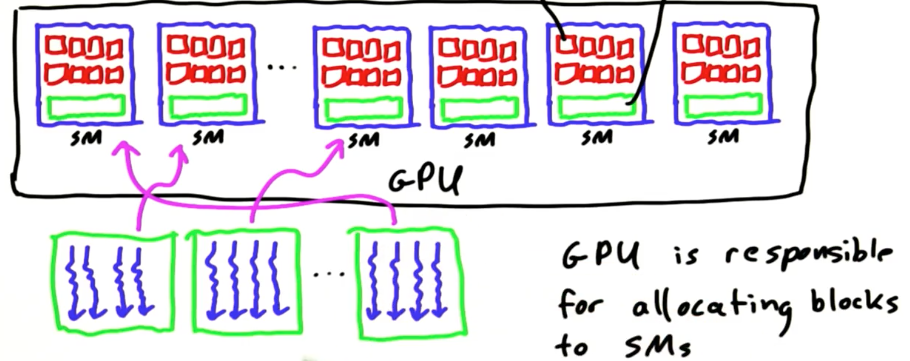 SM SM ... SM SM SM SM
GPU
...
GPU is responsible
for allocating blocks
to SMs